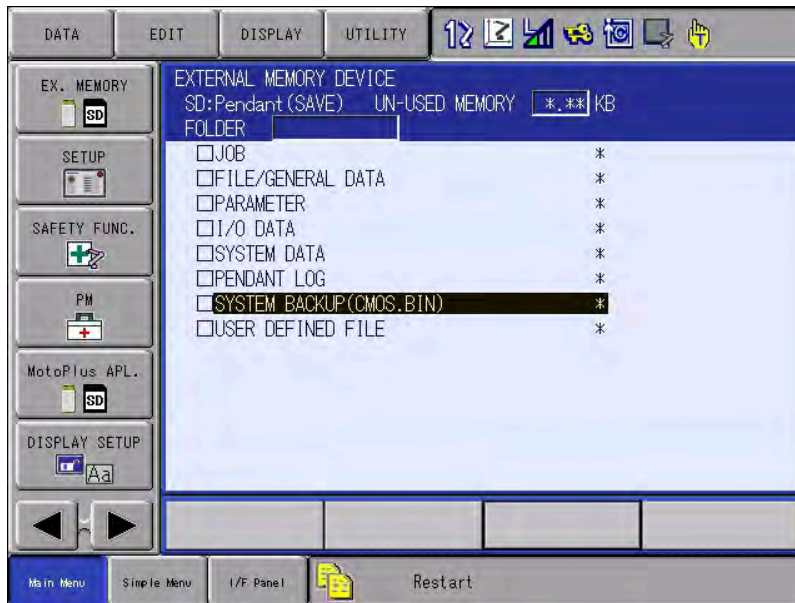 DATA EDIT DISPLAY UTILITY
EX. MEMORY
SD
SETUP
SAFETY FUNC.
PM
MotoPlus APL.
SD
DISPLAY SETUP
Aa
EXTERNAL MEMORY DEVICE
SD:Pendant(SAVE) UN-USED MEMORY *.** KB
FOLDER
JOB *
FILE/GENERAL DATA *
PARAMETER *
I/O DATA *
SYSTEM DATA *
PENDANT LOG *
SYSTEM BACKUP(CMOS.BIN) *
USER DEFINED FILE *
Main Menu Simple Menu I/F Panel Restart